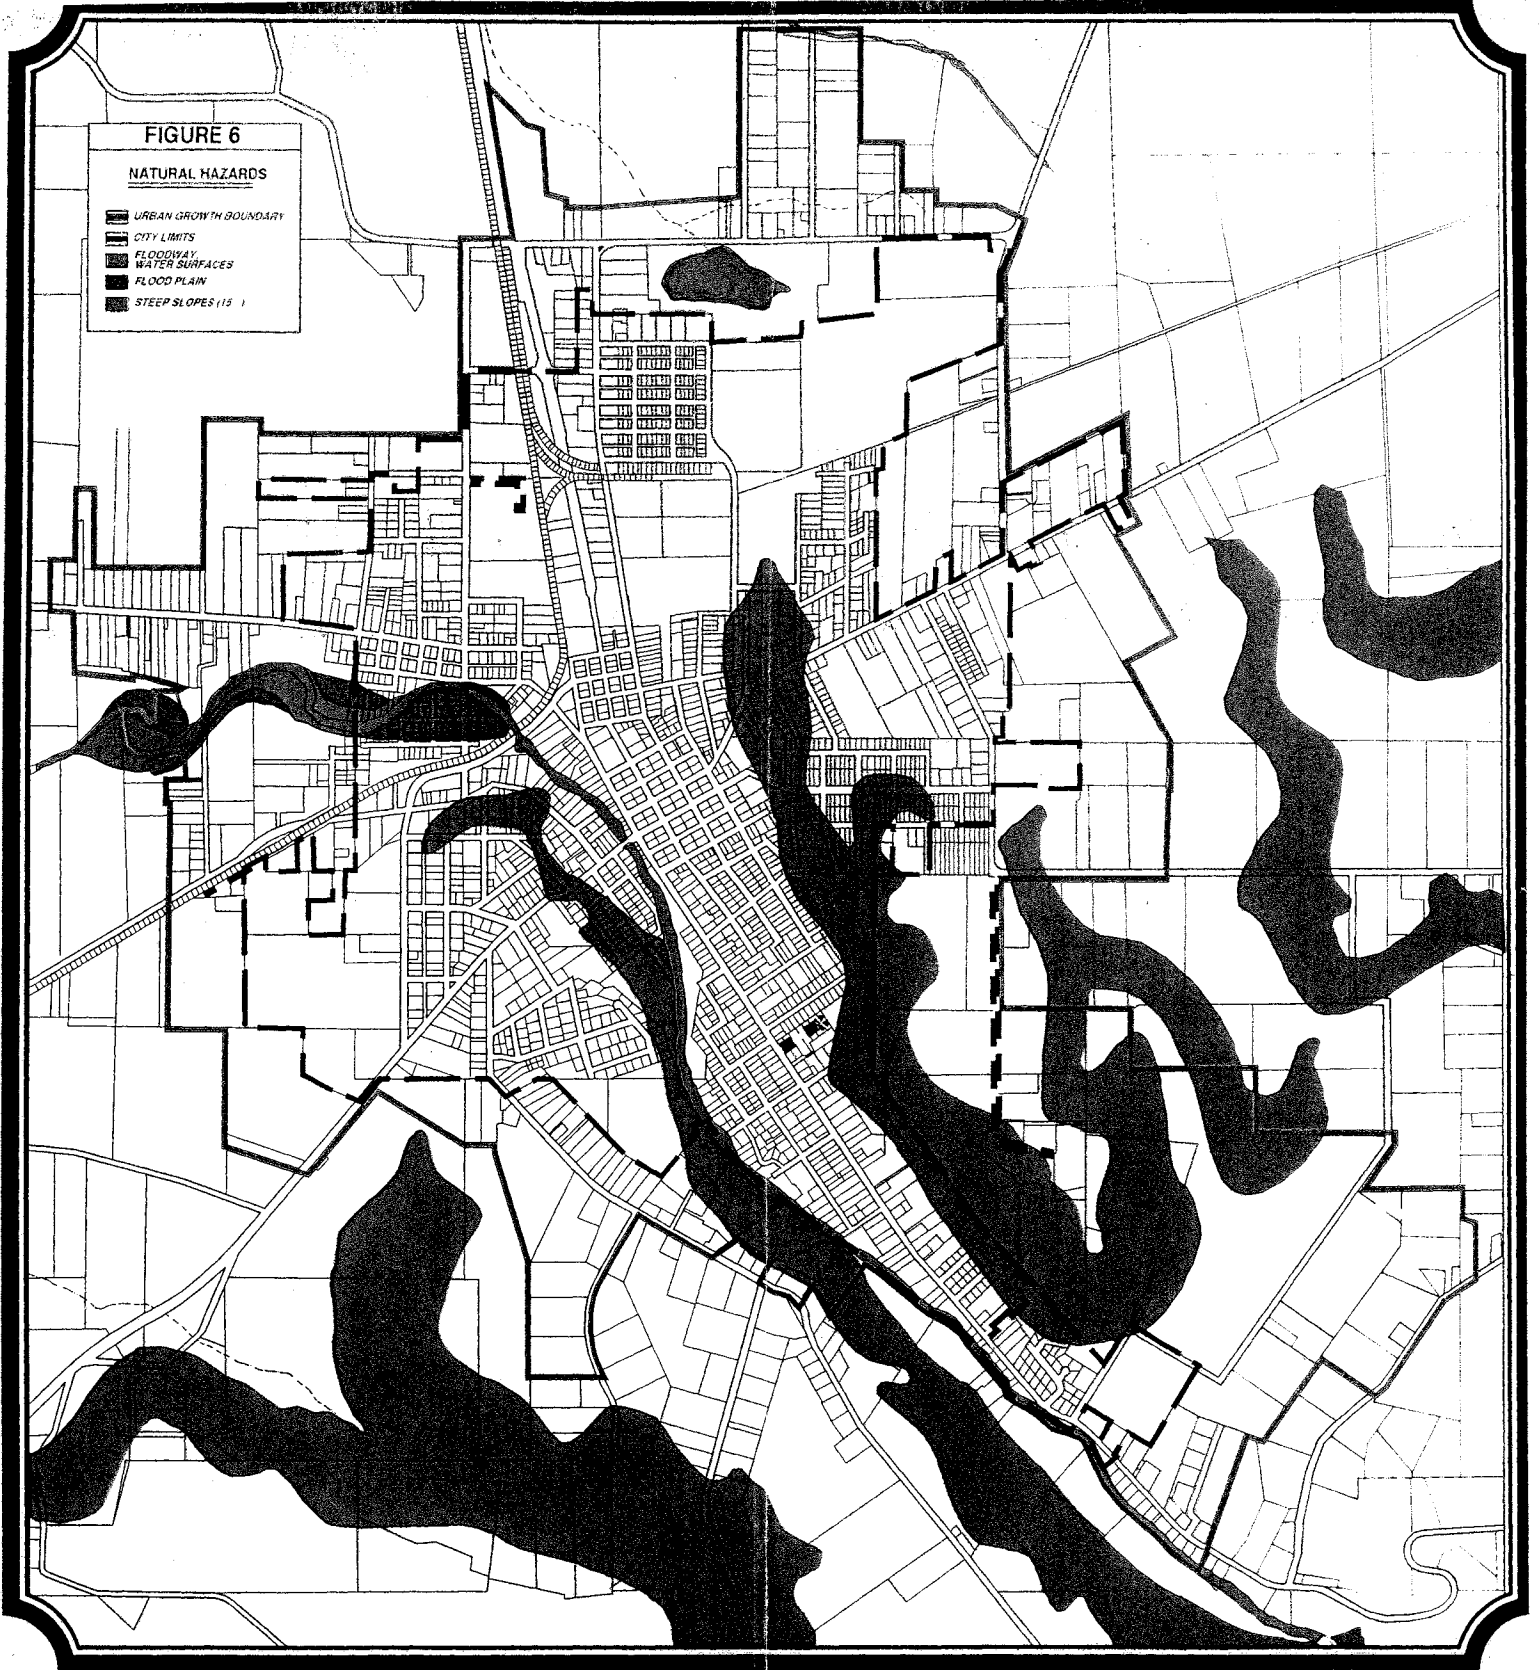 FIGURE 6
NATURAL HAZARDS
URBAN GROWTH BOUNDARY
CITY LIMITS
FLOODWAY,
WATER SURFACES
FLOOD PLAIN
STEEP SLOPES (15 )